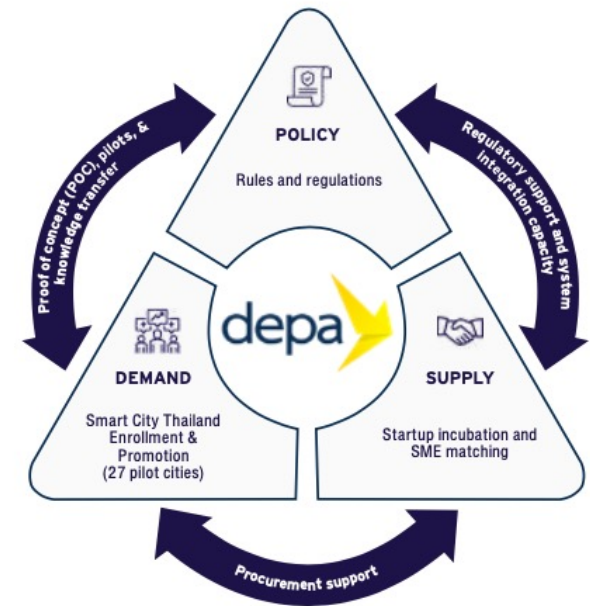 POLICY
Rules and regulations
Proof of concept (POC), pilots, &
knowledge transfer
Regulatory support and system
integration capacity
depa
DEMAND
Smart City Thailand
Enrollment &
Promotion
(27 pilot cities)
SUPPLY
Startup incubation and
SME matching
Procurement support